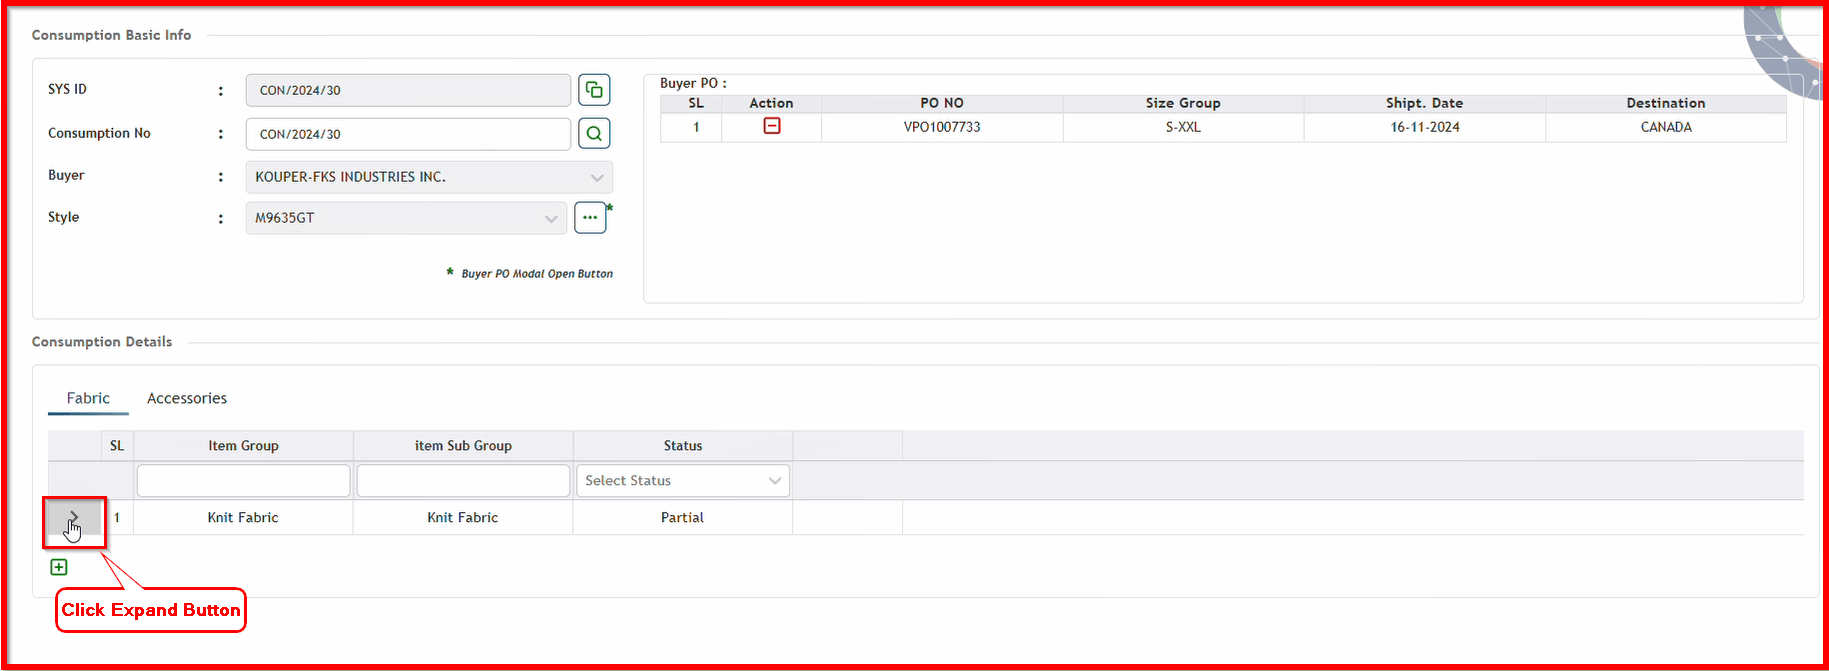 Consumption Basic Info
SYS ID : CON/2024/30
Consumption No : CON/2024/30
Buyer : KOUPER-FKS INDUSTRIES INC.
Style : M9635GT *
* Buyer PO Modal Open Button
Buyer PO :
SL Action PO NO Size Group Shipt. Date Destination
1 VPO1007733 S-XXL 16-11-2024 CANADA
Consumption Details
Fabric Accessories
SL Item Group item Sub Group Status
Select Status
1 Knit Fabric Knit Fabric Partial
Click Expand Button